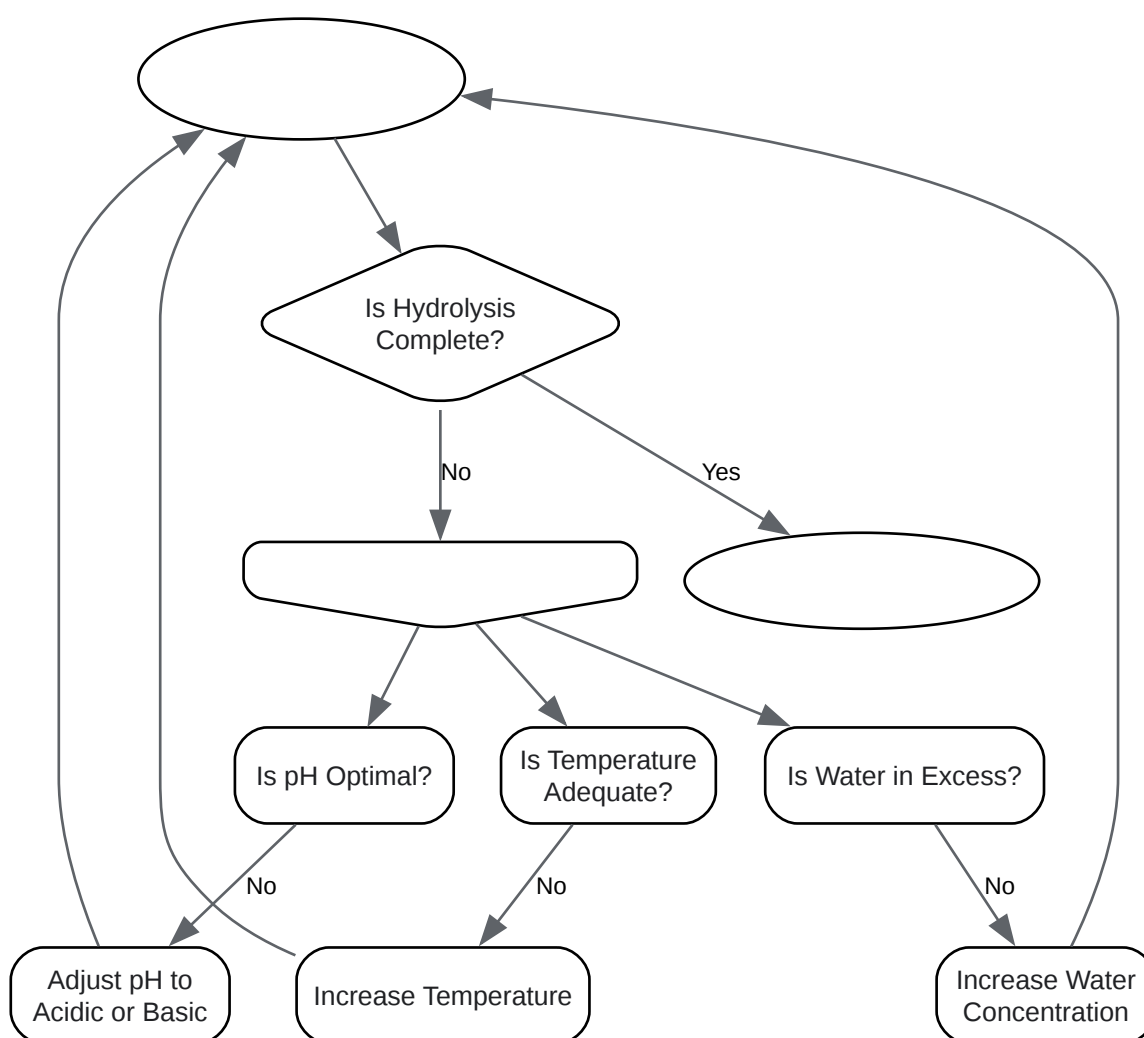 Is Hydrolysis
Complete?
No
Yes
Is pH Optimal?
Is Temperature
Adequate?
Is Water in Excess?
No
No
No
Adjust pH to
Acidic or Basic
Increase Temperature
Increase Water
Concentration